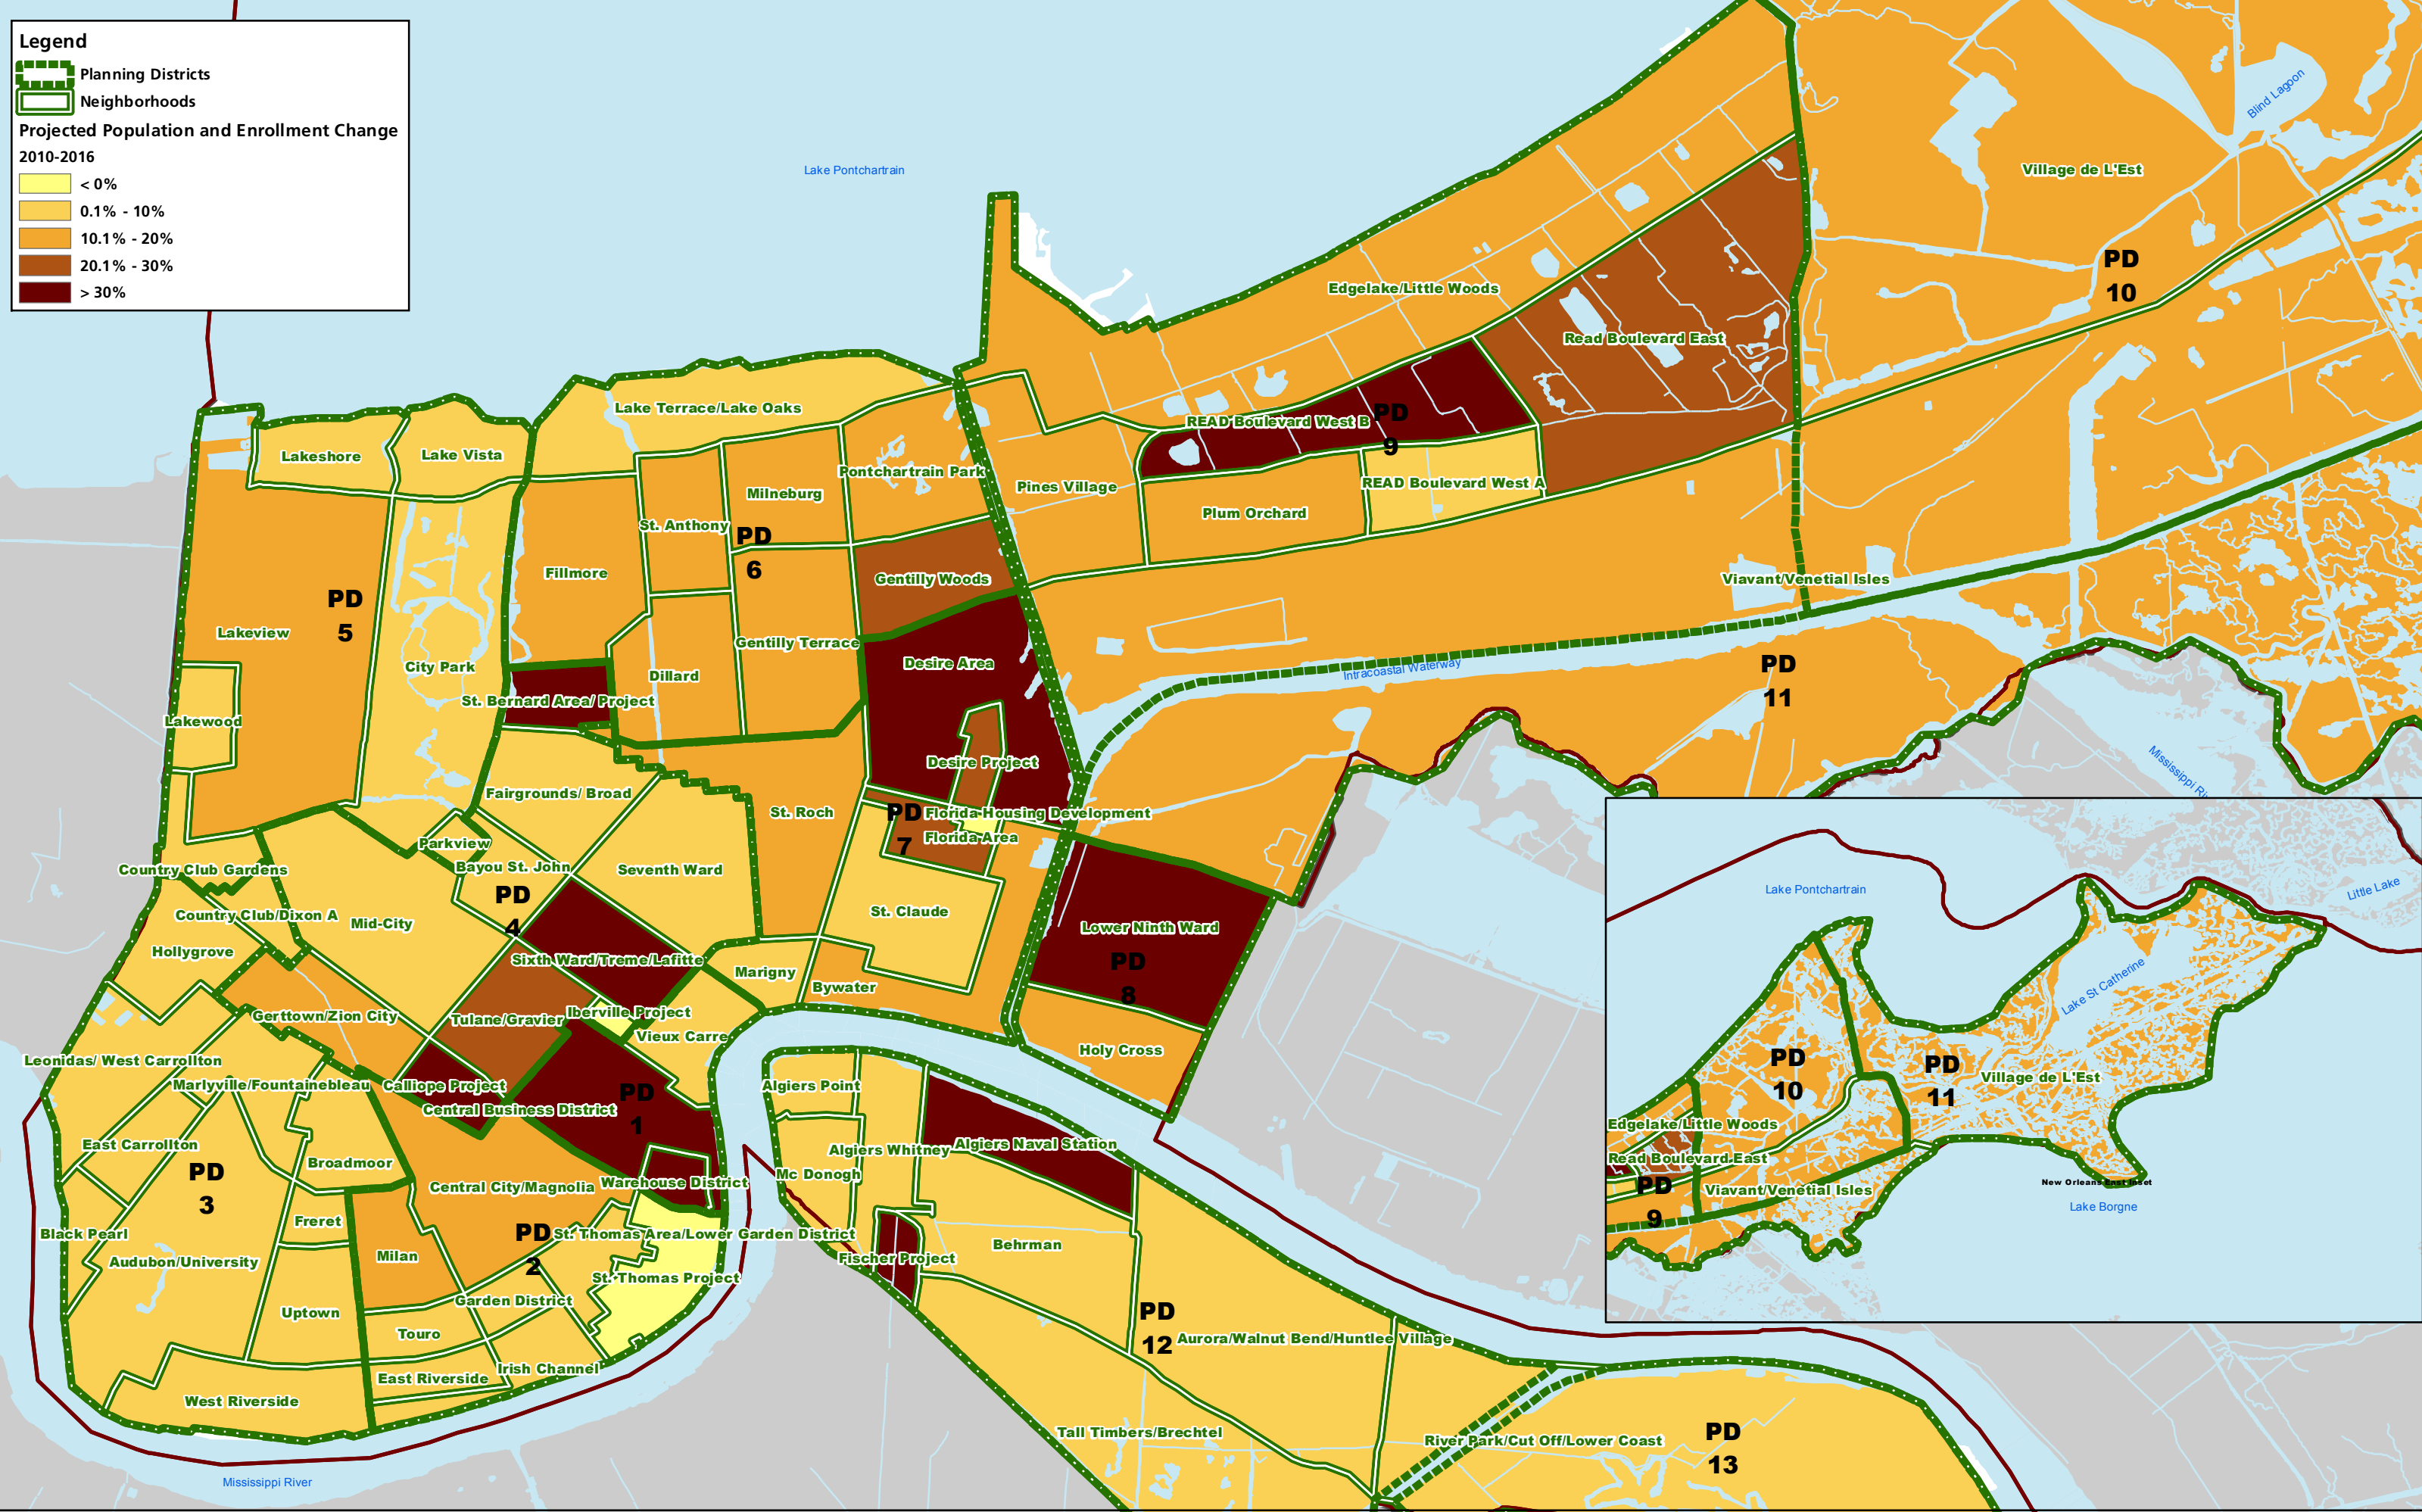 Legend
Planning Districts
Neighborhoods
Projected Population and Enrollment Change
2010-2016
< 0%
0.1% - 10%
10.1% - 20%
20.1% - 30%
> 30%
Lake Pontchartrain
Blind Lagoon
Village de L'Est
PD
10
Edgelake/Little Woods
Read Boulevard East
Lake Terrace/Lake Oaks
READ Boulevard West B
PD
9
Lakeshore
Lake Vista
Pontchartrain Park
Pines Village
READ Boulevard West A
Milneburg
Plum Orchard
St. Anthony
PD
6
Fillmore
Gentilly Woods
Viavant/Venetial Isles
PD
5
Lakeview
Gentilly Terrace
City Park
Desire Area
Dillard
Intracoastal Waterway
PD
11
St. Bernard Area/ Project
Lakewood
Desire Project
Mississippi Riv
Fairgrounds/ Broad
St. Roch
PD
7
Florida Housing Development
Florida Area
Parkview
Bayou St. John
Country Club Gardens
Seventh Ward
PD
4
Country Club/Dixon A
Mid-City
St. Claude
Lower Ninth Ward
Hollygrove
Sixth Ward/Treme/Lafitte
PD
8
Marigny
Bywater
Gerttown/Zion City
Tulane/Gravier
Iberville Project
Vieux Carre
Holy Cross
Leonidas/ West Carrollton
Marlyville/Fountainebleau
Calliope Project
Central Business District
PD
1
Algiers Point
East Carrollton
Algiers Whitney
Algiers Naval Station
Broadmoor
PD
3
Mc Donogh
Central City/Magnolia
Warehouse District
Freret
Black Pearl
PD
2
St. Thomas Area/Lower Garden District
Milan
Audubon/University
Fischer Project
Behrman
St. Thomas Project
Garden District
Uptown
Touro
PD
12
Aurora/Walnut Bend/Huntlee Village
Irish Channel
East Riverside
West Riverside
Tall Timbers/Brechtel
River Park/Cut Off/Lower Coast
PD
13
Mississippi River
Lake Pontchartrain
Little Lake
Lake St Catherine
PD
10
PD
11
Village de L'Est
Edgelake/Little Woods
Read Boulevard East
PD
9
Viavant/Venetial Isles
New Orleans East Inset
Lake Borgne